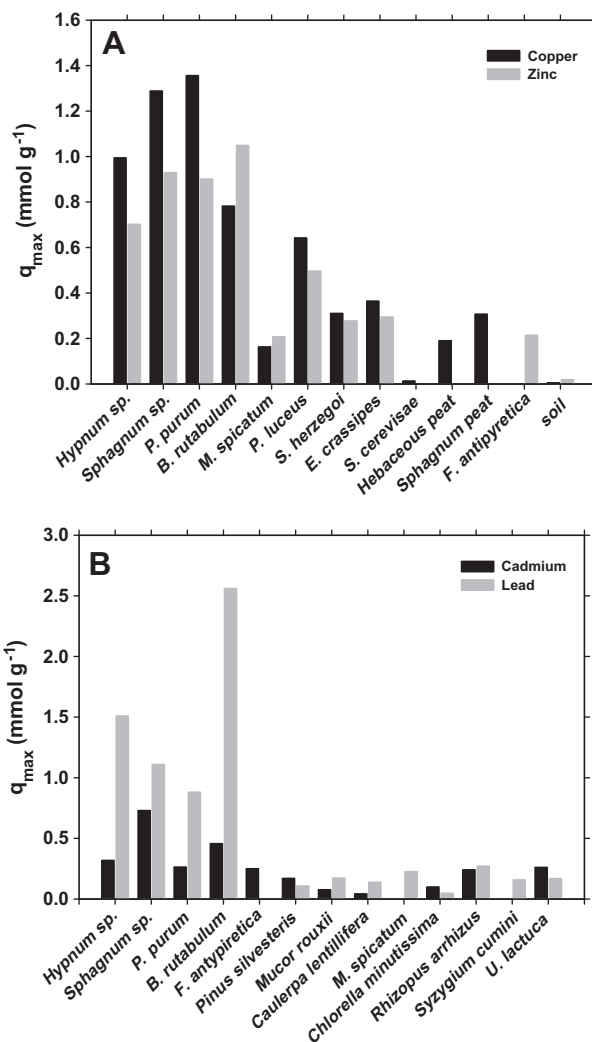 A
Copper
Zinc
1.6
1.4
1.2
1.0
0.8
0.6
0.4
0.2
0.0
q_max (mmol g⁻¹)
Hypnum sp.
Sphagnum sp.
P. purum
B. rutabulum
M. spicatum
P. luceus
S. herzegoi
E. crassipes
S. cerevisae
Hebaceous peat
Sphagnum peat
F. antipyretica
soil
B
Cadmium
Lead
3.0
2.5
2.0
1.5
1.0
0.5
0.0
q_max (mmol g⁻¹)
Hypnum sp.
Sphagnum sp.
P. purum
B. rutabulum
F. antypiretica
Pinus silvesteris
Mucor rouxii
Caulerpa lentillifera
M. spicatum
Chlorella minutissima
Rhizopus arrhizus
Syzygium cumini
U. lactuca